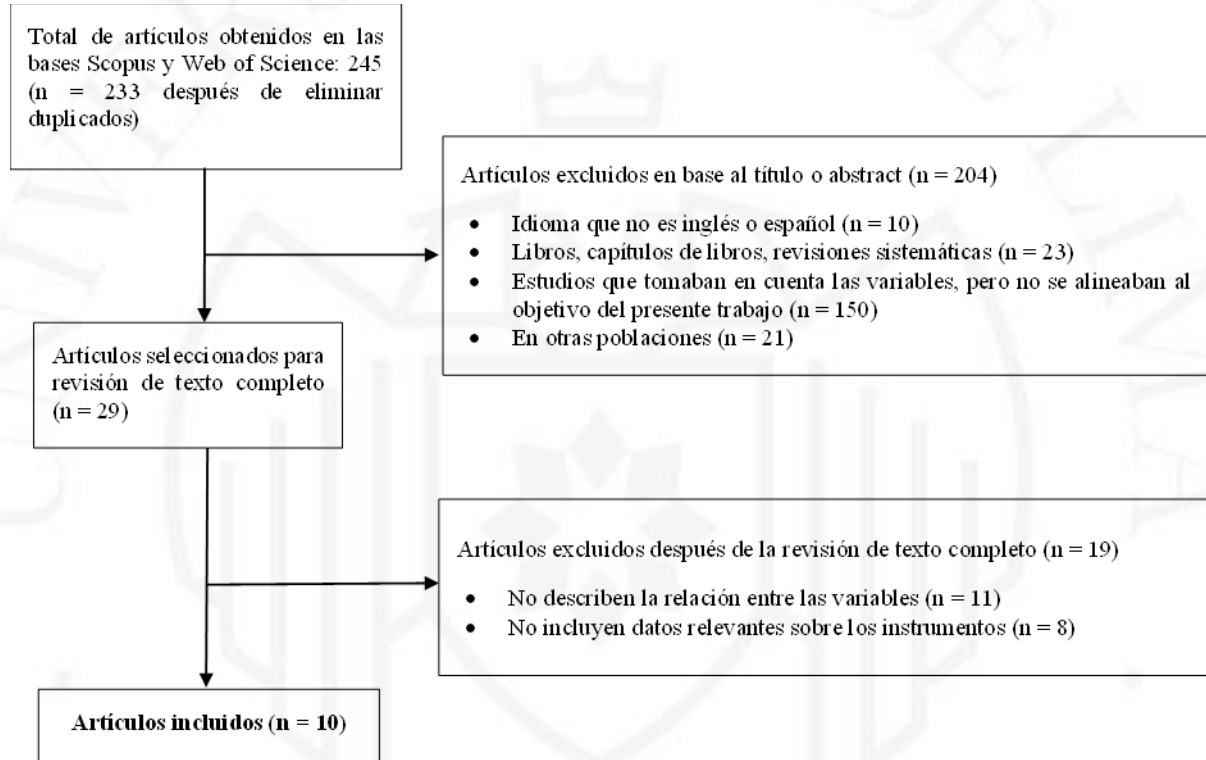 Total de artículos obtenidos en las
bases Scopus y Web of Science: 245
(n = 233 después de eliminar
duplicados)
Artículos excluidos en base al título o abstract (n = 204)
• Idioma que no es inglés o español (n = 10)
• Libros, capítulos de libros, revisiones sistemáticas (n = 23)
• Estudios que tomaban en cuenta las variables, pero no se alineaban al
objetivo del presente trabajo (n = 150)
• En otras poblaciones (n = 21)
Artículos seleccionados para
revisión de texto completo
(n = 29)
Artículos excluidos después de la revisión de texto completo (n = 19)
• No describen la relación entre las variables (n = 11)
• No incluyen datos relevantes sobre los instrumentos (n = 8)
Artículos incluidos (n = 10)